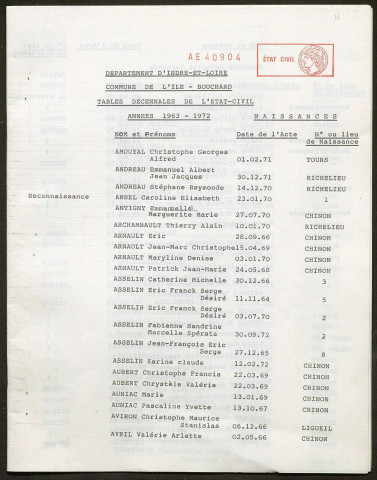 AE40904
ÉTAT CIVIL
DEPARTEMENT D'INDRE-ET-LOIRE
COMMUNE DE L'ILE - BOUCHARD
TABLES DECENNALES DE L'ETAT-CIVIL
ANNEES 1963 - 1972 NAISSANCES
NOM et Prénoms Date de l'Acte N° ou lieu
de Naissance
AMOUYAL Christophe Georges
Alfred 01.02.71 TOURS
ANDREAU Emmanuel Albert
Jean Jacques 30.12.71 RICHELIEU
ANDREAU Stéphane Raymonde 14.12.70 RICHELIEU
Reconnaissance ANSEL Caroline Elisabeth 23.01.70 1
ANTIGNY Emmanuelle
Marguerite Marie 27.07.70 CHINON
ARCHAMBAULT Thierry Alain 10.01.70 RICHELIEU
ARNAULT Eric 28.09.66 CHINON
ARNAULT Jean-Marc Christophe 15.04.69 CHINON
ARNAULT Maryline Denise 03.01.70 CHINON
ARNAULT Patrick Jean-Marie 24.05.68 CHINON
ASSELIN Catherine Michelle 30.12.66 3
ASSELIN Eric Franck Serge
Désiré 11.11.64 5
ASSELIN Eric Franck Serge
Désiré 03.07.70 2
ASSELIN Fabienne Sandrine
Marcelle Spérata 30.09.72 2
ASSELIN Jean-François Eric
Serge 27.12.65 8
ASSELIN Karine claude 12.02.72 CHINON
AUBERT Christophe Francis 22.03.69 CHINON
AUBERT Chrystèle Valérie 22.03.69 CHINON
AUNIAC Marie 13.01.69 CHINON
AUNIAC Pascaline Yvette 13.10.67 CHINON
AVIRON Christophe Maurice
Stanislas 06.12.66 LIGUEIL
AVRIL Valérie Arlette 02.05.66 CHINON